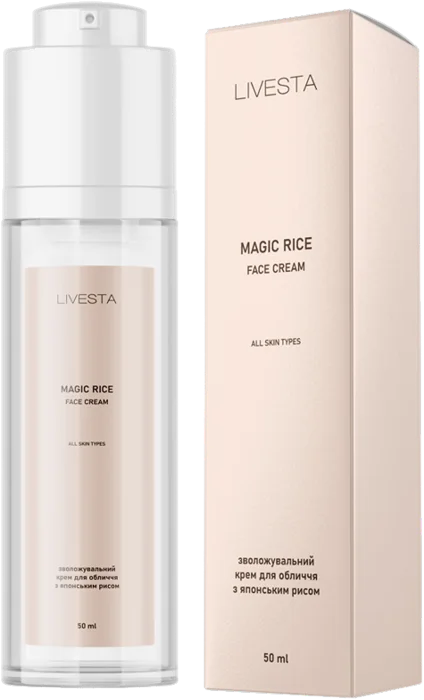 LIVESTA
MAGIC RICE
FACE CREAM
ALL SKIN TYPES
зволожувальний
крем для обличчя
з японським рисом
50 ml
LIVESTA
MAGIC RICE
FACE CREAM
ALL SKIN TYPES
зволожувальний
крем для обличчя
з японським рисом
50 ml